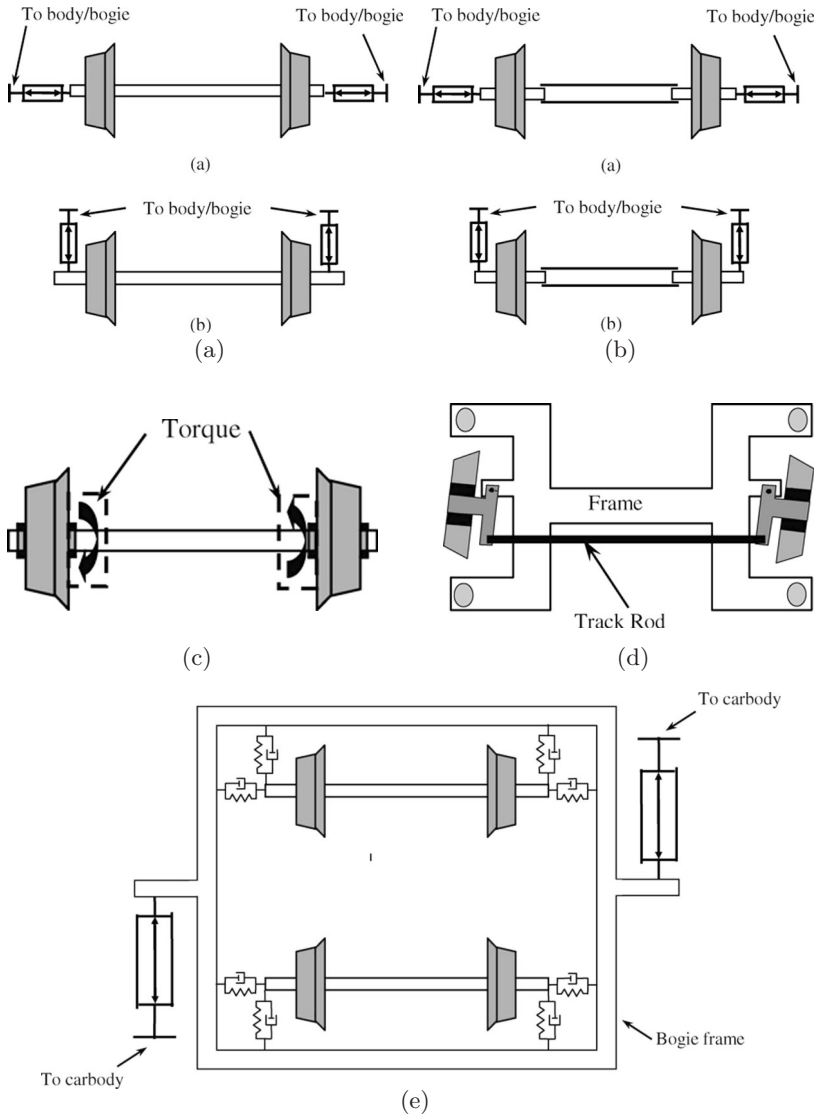 To body/bogie
To body/bogie
To body/bogie
To body/bogie
(a)
(a)
To body/bogie
To body/bogie
(b)
(b)
(a)
(b)
Torque
Frame
Track Rod
(c)
(d)
To carbody
Bogie frame
To carbody
(e)